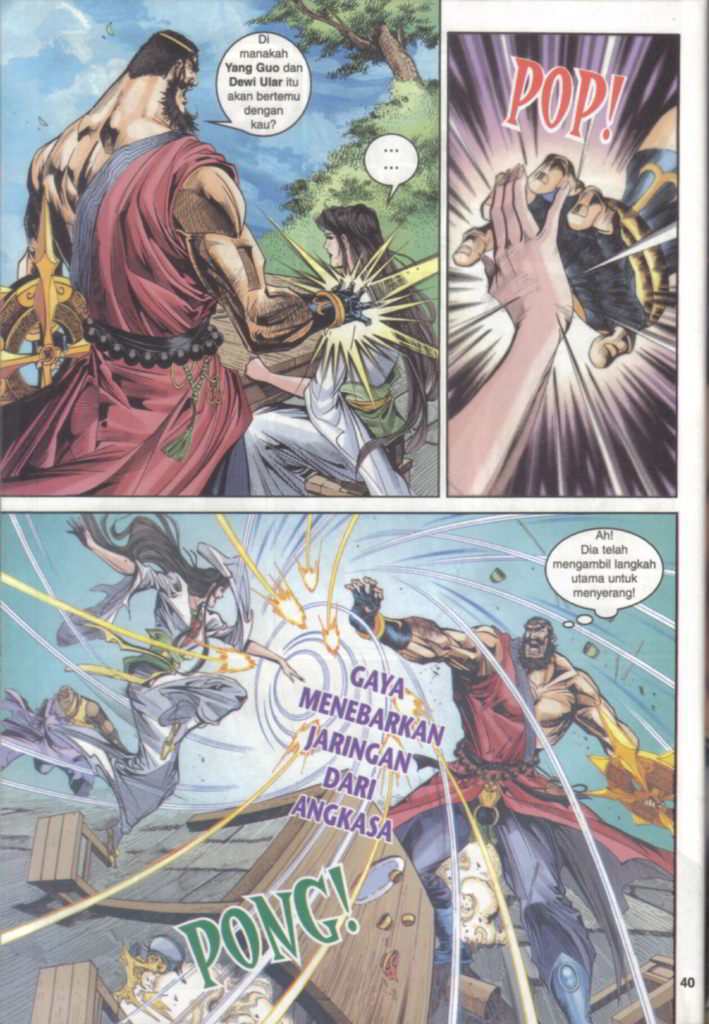 Di
manakah
Yang Guo dan
Dewi Ular itu
akan bertemu
dengan
kau?
...
...
POP!
Ah!
Dia telah
mengambil langkah
utama untuk
menyerang!
GAYA
MENEBARKAN
JARINGAN
DARI
ANGKASA
PONG!
40